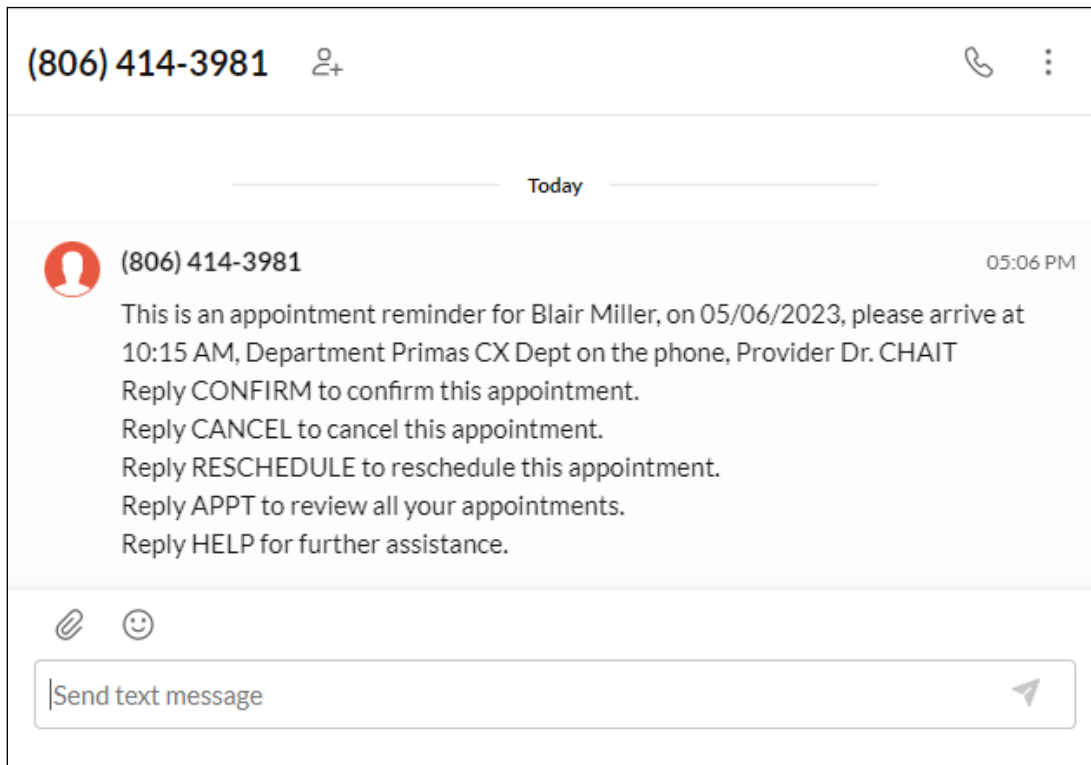 (806) 414-3981
Today
(806) 414-3981
05:06 PM
This is an appointment reminder for Blair Miller, on 05/06/2023, please arrive at
10:15 AM, Department Primas CX Dept on the phone, Provider Dr. CHAIT
Reply CONFIRM to confirm this appointment.
Reply CANCEL to cancel this appointment.
Reply RESCHEDULE to reschedule this appointment.
Reply APPT to review all your appointments.
Reply HELP for further assistance.
Send text message